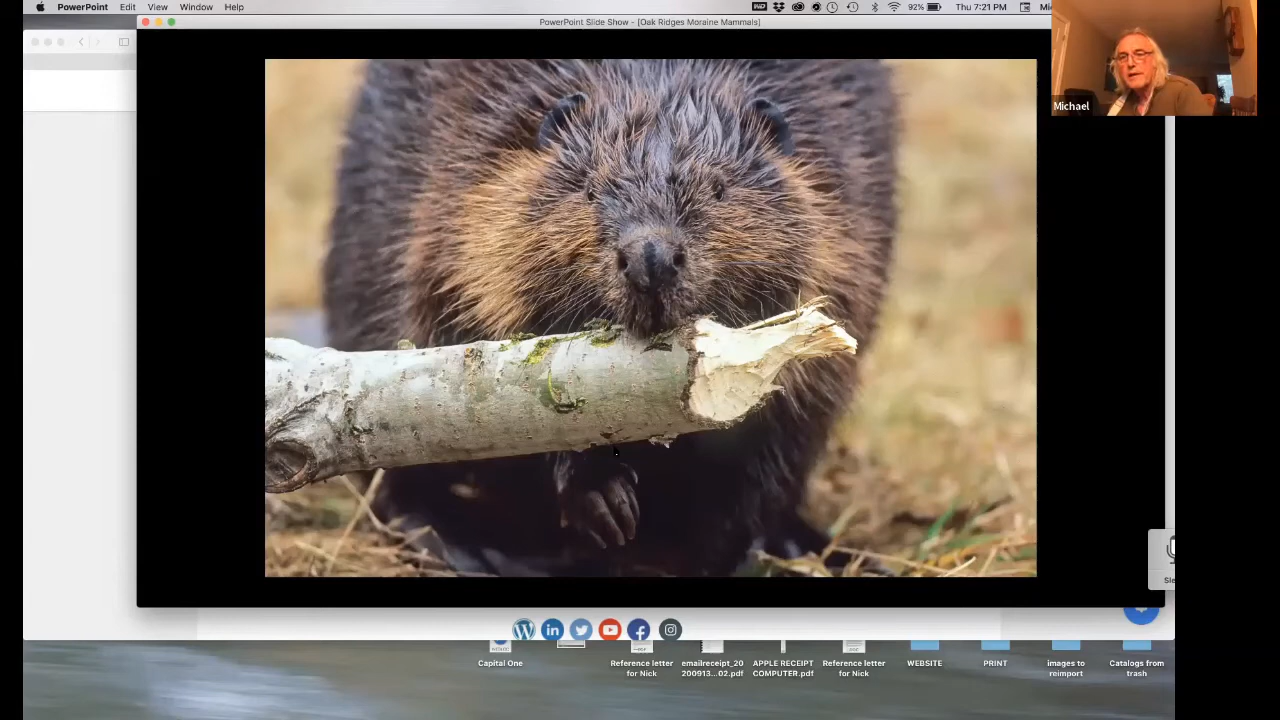 PowerPoint Edit View Window Help
92% Thu 7:21 PM Mi
PowerPoint Slide Show - [Oak Ridges Moraine Mammals]
Michael
Sle
Capital One
Reference letter
for Nick
emailreceipt_20
200913...02.pdf
APPLE RECEIPT
COMPUTER.pdf
Reference letter
for Nick
WEBSITE
PRINT
images to
reimport
Catalogs from
trash